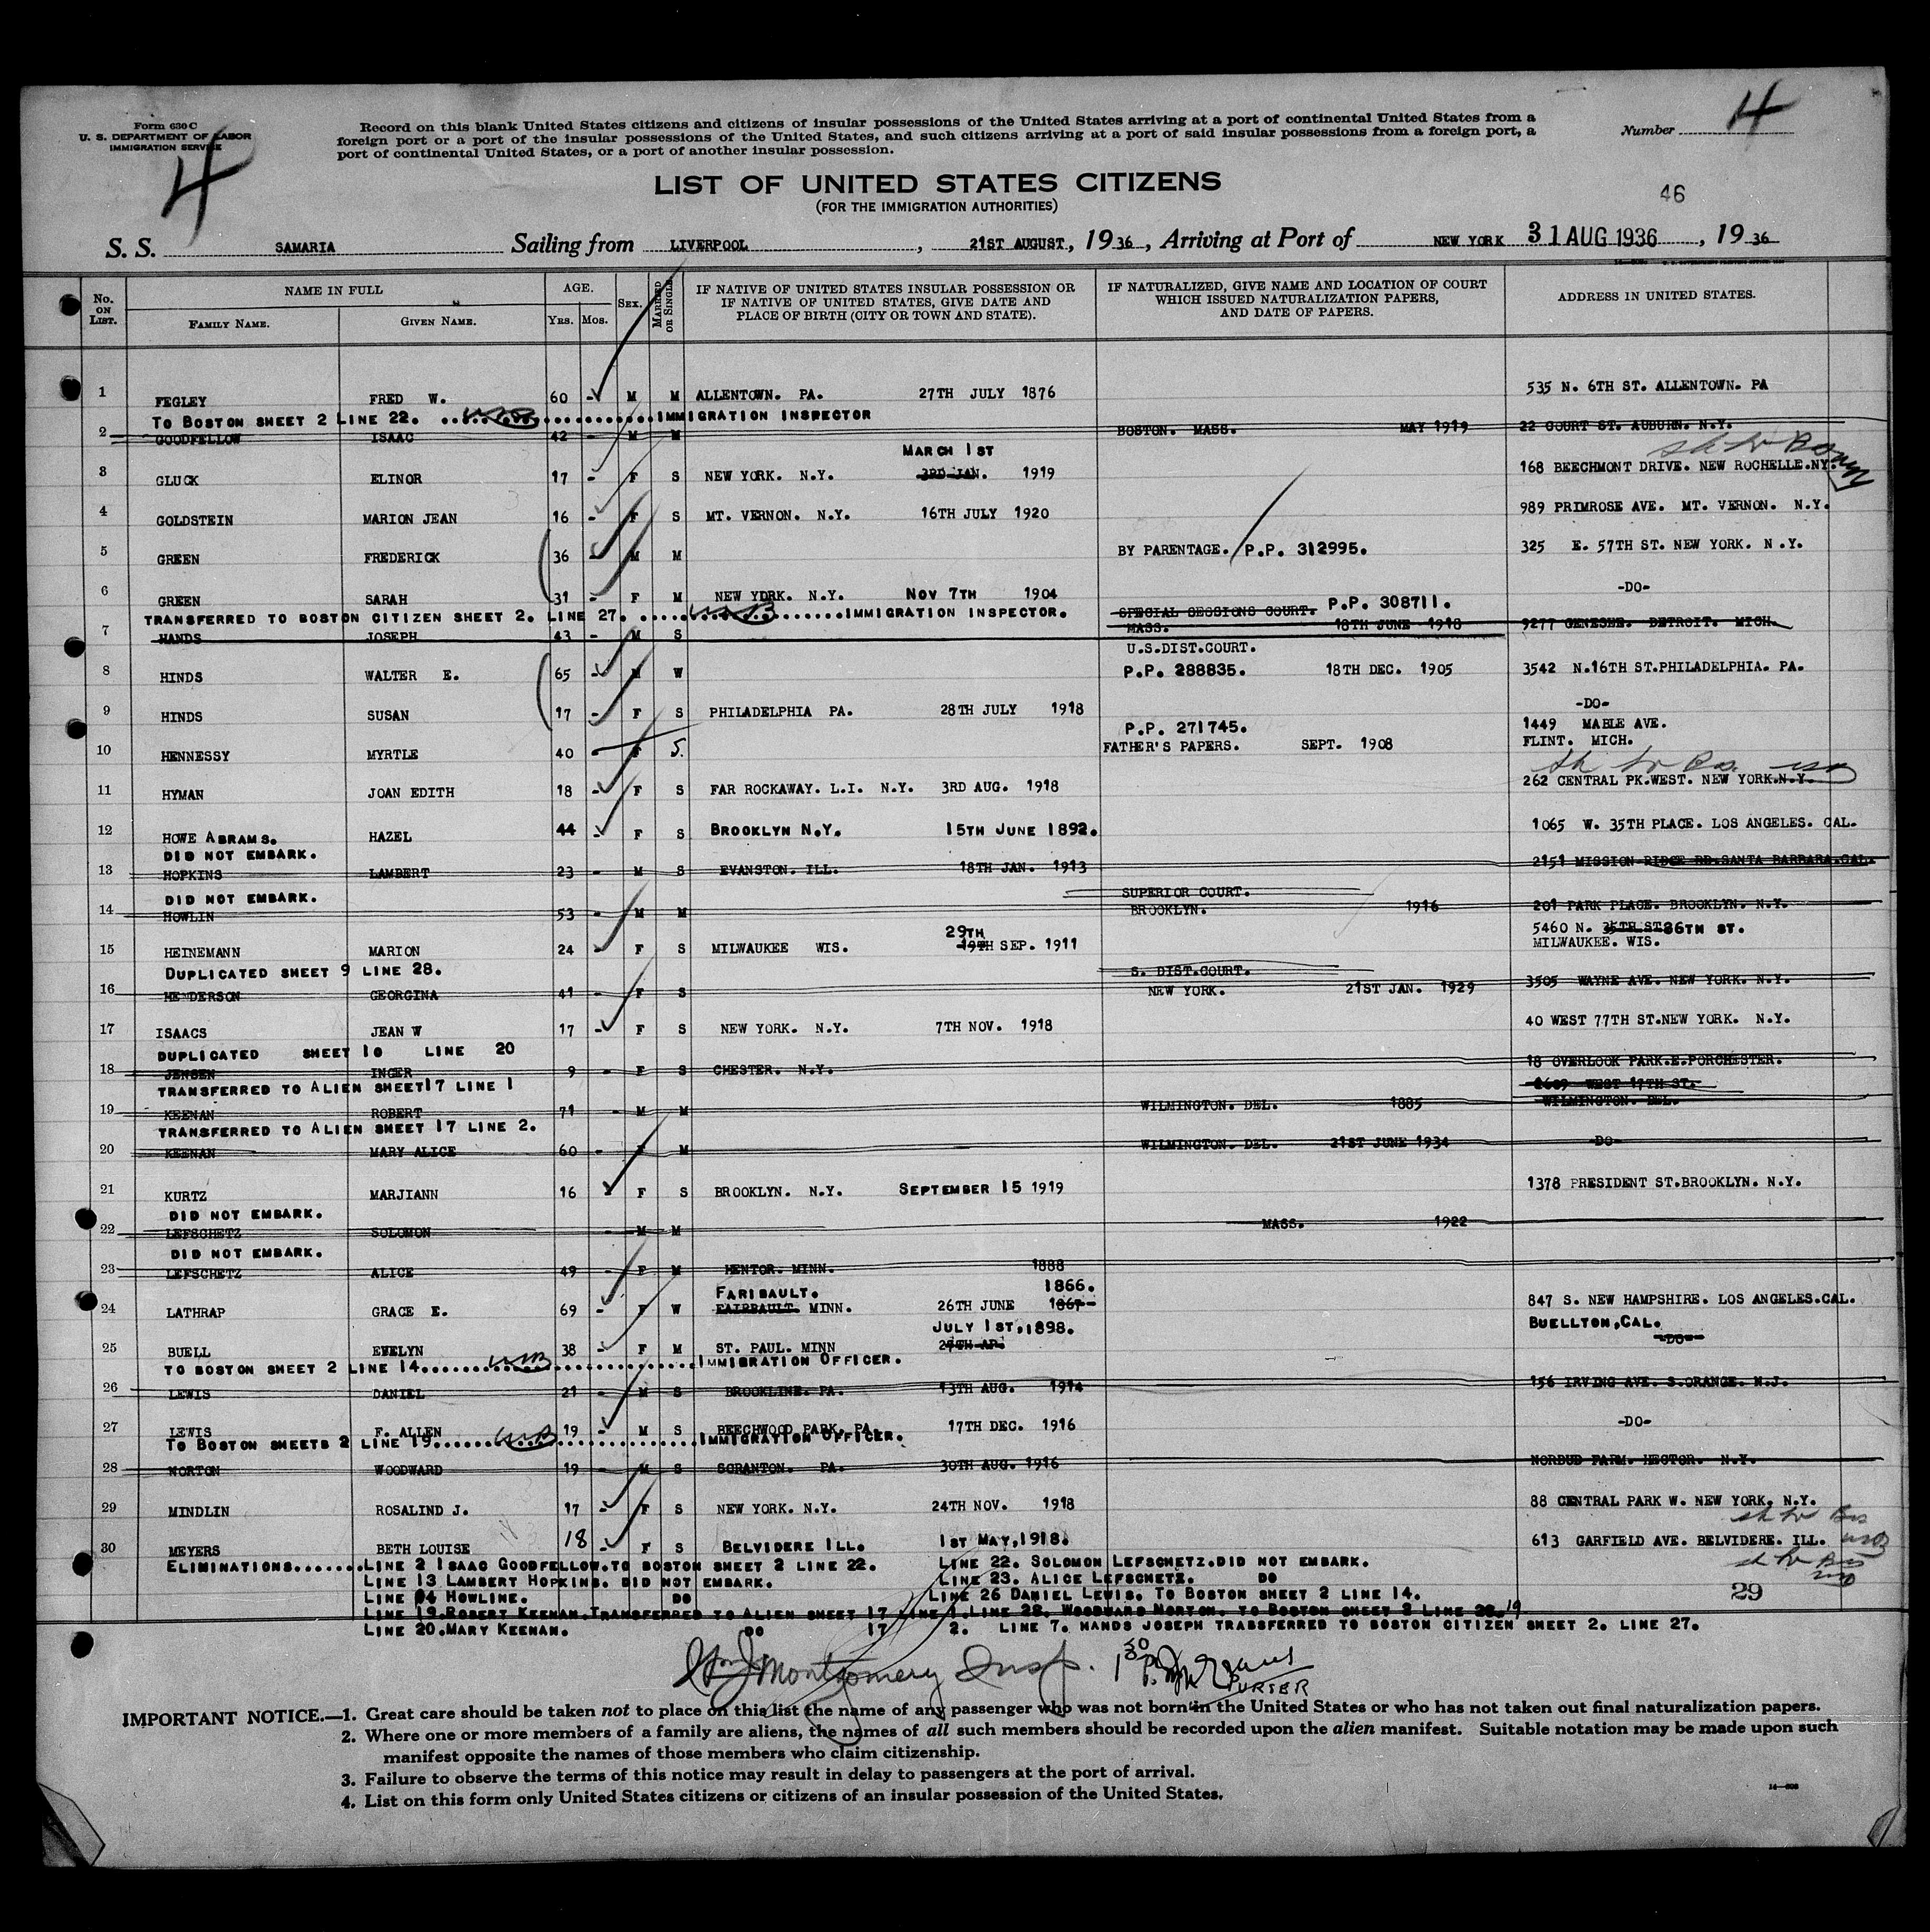 Form 630 C
U. S. DEPARTMENT OF LABOR
IMMIGRATION SERVICE
4
Record on this blank United States citizens and citizens of insular possessions of the United States arriving at a port of continental United States from a
foreign port or a port of the insular possessions of the United States, and such citizens arriving at a port of said insular possessions from a foreign port, a
port of continental United States, or a port of another insular possession.
Number 4
LIST OF UNITED STATES CITIZENS
(FOR THE IMMIGRATION AUTHORITIES)
46
S. S. SAMARIA Sailing from LIVERPOOL, 21ST AUGUST, 1936, Arriving at Port of NEW YORK 31 AUG 1936, 1936
No. ON LIST. NAME IN FULL AGE. SEX. MARRIED OR SINGLE IF NATIVE OF UNITED STATES INSULAR POSSESSION OR IF NATIVE OF UNITED STATES, GIVE DATE AND PLACE OF BIRTH (CITY OR TOWN AND STATE). IF NATURALIZED, GIVE NAME AND LOCATION OF COURT WHICH ISSUED NATURALIZATION PAPERS, AND DATE OF PAPERS. ADDRESS IN UNITED STATES.
FAMILY NAME. GIVEN NAME. YRS. MOS.
1 FEGLEY FRED W. 60 - M M ALLENTOWN. PA. 27TH JULY 1876 535 N. 6TH ST. ALLENTOWN. PA
TO BOSTON SHEET 2 LINE 22. IMMIGRATION INSPECTOR
2 GOODFELLOW ISAAC 42 - M M BOSTON. MASS. MAY 1919 22 COURT ST. AUBURN. N.Y.
MARCH 1ST
3 GLUCK ELINOR 17 - F S NEW YORK. N.Y. 3RD JAN. 1919 168 BEECHMONT DRIVE. NEW ROCHELLE.NY.
4 GOLDSTEIN MARION JEAN 16 - F S MT. VERNON. N.Y. 16TH JULY 1920 989 PRIMROSE AVE. MT. VERNON. N.Y.
5 GREEN FREDERICK 36 - M M BY PARENTAGE. P.P. 312995. 325 E. 57TH ST. NEW YORK. N.Y.
6 GREEN SARAH 31 - F M NEW YORK. N.Y. NOV 7TH 1904 P.P. 308711. -DO-
TRANSFERRED TO BOSTON CITIZEN SHEET 2. LINE 27. IMMIGRATION INSPECTOR.
SPECIAL SESSIONS COURT.
7 HANDS JOSEPH 43 - M S MASS. 18TH JUNE 1918 9277 GENESEE. DETROIT. MICH.
U.S.DIST.COURT.
8 HINDS WALTER E. 65 - M W P.P. 288835. 18TH DEC. 1905 3542 N.16TH ST.PHILADELPHIA. PA.
9 HINDS SUSAN 17 - F S PHILADELPHIA PA. 28TH JULY 1918 -DO-
P.P. 271745. 1449 MABLE AVE.
10 HENNESSY MYRTLE 40 - F S. FATHER'S PAPERS. SEPT. 1908 FLINT. MICH.
11 HYMAN JOAN EDITH 18 - F S FAR ROCKAWAY. L.I. N.Y. 3RD AUG. 1918 262 CENTRAL PK.WEST. NEW YORK.N.Y.
12 HOWE ABRAMS. HAZEL 44 - F S BROOKLYN N.Y. 15TH JUNE 1892. 1065 W. 35TH PLACE. LOS ANGELES. CAL.
DID NOT EMBARK.
13 HOPKINS LAMBERT 23 - M S EVANSTON. ILL. 18TH JAN. 1913 2151 MISSION RIDGE RD.SANTA BARBARA.CAL.
DID NOT EMBARK. SUPERIOR COURT.
14 HOWLIN 53 - M M BROOKLYN. 1916 201 PARK PLACE. BROOKLYN. N.Y.
29TH 5460 N. 35TH ST 36TH ST.
15 HEINEMANN MARION 24 - F S MILWAUKEE WIS. 19TH SEP. 1911 MILWAUKEE. WIS.
DUPLICATED SHEET 9 LINE 28. S. DIST.COURT.
16 HENDERSON GEORGINA 41 - F S NEW YORK. 21ST JAN. 1929 3505 WAYNE AVE. NEW YORK. N.Y.
17 ISAACS JEAN W 17 - F S NEW YORK. N.Y. 7TH NOV. 1918 40 WEST 77TH ST.NEW YORK. N.Y.
DUPLICATED SHEET 10 LINE 20
18 JENSEN INGER 9 - F S CHESTER. N.Y. 18 OVERLOOK PARK.E.PORCHESTER.
TRANSFERRED TO ALIEN SHEET17 LINE 1 2609 WEST 17TH ST.
19 KEENAN ROBERT 71 - M M WILMINGTON. DEL. 1885 WILMINGTON. DEL.
TRANSFERRED TO ALIEN SHEET 17 LINE 2.
20 KEENAN MARY ALICE 60 - F M WILMINGTON. DEL. 21ST JUNE 1934 -DO-
21 KURTZ MARJIANN 16 F S BROOKLYN. N.Y. SEPTEMBER 15 1919 1378 PRESIDENT ST.BROOKLYN. N.Y.
DID NOT EMBARK.
22 LEFSCHETZ SOLOMON M M MASS. 1922
DID NOT EMBARK.
23 LEFSCHETZ ALICE 49 - F M MENTOR. MINN. 1888
FARIBAULT. 1866.
24 LATHRAP GRACE E. 69 - F W FAIRBAULT. MINN. 26TH JUNE 1867 847 S. NEW HAMPSHIRE. LOS ANGELES.CAL.
JULY 1ST,1898. BUELLTON,CAL.
25 BUELL EVELYN 38 - F M ST. PAUL. MINN 29TH AP. -DO-
TO BOSTON SHEET 2 LINE 14. IMMIGRATION OFFICER.
26 LEWIS DANIEL 21 - M S BROOKLINE. PA. 13TH AUG. 1914 156 IRVING AVE. S.ORANGE. N.J.
27 LEWIS F. ALLEN 19 - M S BEECHWOOD PARK, PA. 17TH DEC. 1916 -DO-
TO BOSTON SHEETS 2 LINE 19. IMMIGRATION OFFICER.
28 NORTON WOODWARD 19 - M S SCRANTON. PA. 30TH AUG. 1916 NORDUD FARM. HECTOR. N.Y.
29 MINDLIN ROSALIND J. 17 - F S NEW YORK. N.Y. 24TH NOV. 1918 88 CENTRAL PARK W. NEW YORK. N.Y.
30 MEYERS BETH LOUISE 18 - F S BELVIDERE ILL. 1ST MAY,1918. 613 GARFIELD AVE. BELVIDERE. ILL.
ELIMINATIONS.......LINE 2 ISAAC GOODFELLOW.TO BOSTON SHEET 2 LINE 22. LINE 22. SOLOMON LEFSCHETZ.DID NOT EMBARK.
LINE 13 LAMBERT HOPKINS. DID NOT EMBARK. LINE 23. ALICE LEFSCHETZ. DO
LINE 14 HOWLINE. DO LINE 26 DANIEL LEWIS. TO BOSTON SHEET 2 LINE 14.
29
LINE 19.ROBERT KEENAN.TRANSFERRED TO ALIEN SHEET 17 LINE 1.LINE 28. WOODWARD NORTON. TO BOSTON SHEET 2 LINE 19
LINE 20.MARY KEENAN. DO 17 2. LINE 7. HANDS JOSEPH TRABSFERRED TO BOSTON CITIZEN SHEET 2. LINE 27.
Wm J Montgomery Insp.
PURSER
IMPORTANT NOTICE.—1. Great care should be taken not to place on this list the name of any passenger who was not born in the United States or who has not taken out final naturalization papers.
2. Where one or more members of a family are aliens, the names of all such members should be recorded upon the alien manifest. Suitable notation may be made upon such
manifest opposite the names of those members who claim citizenship.
3. Failure to observe the terms of this notice may result in delay to passengers at the port of arrival.
4. List on this form only United States citizens or citizens of an insular possession of the United States.